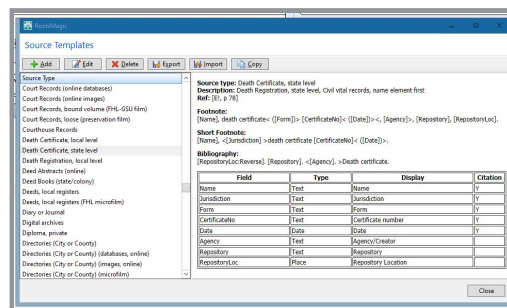 RootsMagic
Source Templates
Add Edit Delete Export Import Copy
Source Type
Court Records (online databases)
Court Records (online images)
Court Records, bound volume (FHL-GSU film)
Court Records, loose (preservation film)
Courthouse Records
Death Certificate, local level
Death Certificate, state level
Death Registration, local level
Deed Abstracts (online)
Deed Books (state/colony)
Deeds, local registers
Deeds, local registers (FHL microfilm)
Diary or Journal
Digital archives
Diploma, private
Directories (City or County)
Directories (City or County) (databases, online)
Directories (City or County) (images, online)
Directories (City or County) (microfilm)
Source type: Death Certificate, state level
Description: Death Registration, state level, Civil vital records, name element first
Ref: [E!, p 78]
Footnote:
[Name], death certificate< ([Form])> [CertificateNo]< ([Date])><, [Agency]>, [Repository], [RepositoryLoc].
Short Footnote:
[Name], <[Jurisdiction] >death certificate [CertificateNo]< ([Date])>.
Bibliography:
[RepositoryLoc:Reverse]. [Repository]. <[Agency]. >Death certificate.
Field Type Display Citation
Name Text Name Y
Jurisdiction Text Jurisdiction Y
Form Text Form Y
CertificateNo Text Certificate number Y
Date Date Date Y
Agency Text Agency/Creator
Repository Text Repository
RepositoryLoc Place Repository Location
Close